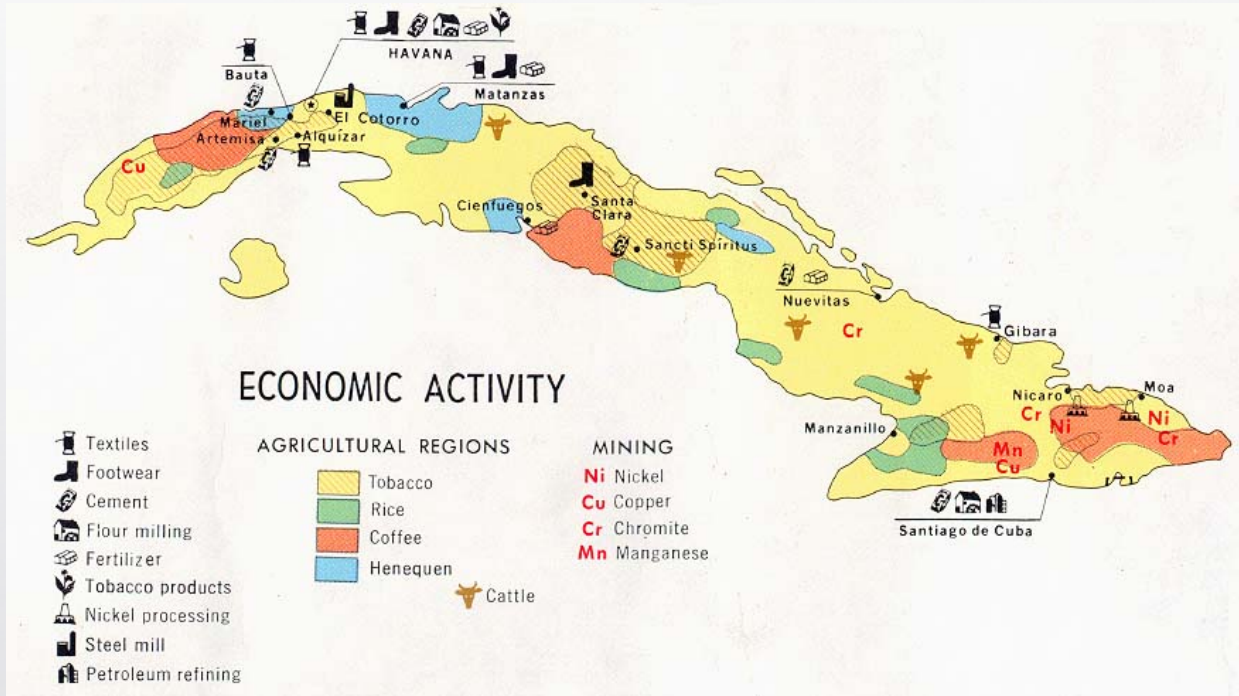 HAVANA
Bauta
Matanzas
Mariel
El Cotorro
Artemisa
Alquízar
Cu
Cienfuegos
Santa
Clara
Sancti Spíritus
Nuevitas
Cr
Gibara
Nicaro
Moa
Cr
Ni
Ni
Cr
Manzanillo
Mn
Cu
Santiago de Cuba
ECONOMIC ACTIVITY
Textiles
Footwear
Cement
Flour milling
Fertilizer
Tobacco products
Nickel processing
Steel mill
Petroleum refining
AGRICULTURAL REGIONS
Tobacco
Rice
Coffee
Henequen
Cattle
MINING
Ni Nickel
Cu Copper
Cr Chromite
Mn Manganese